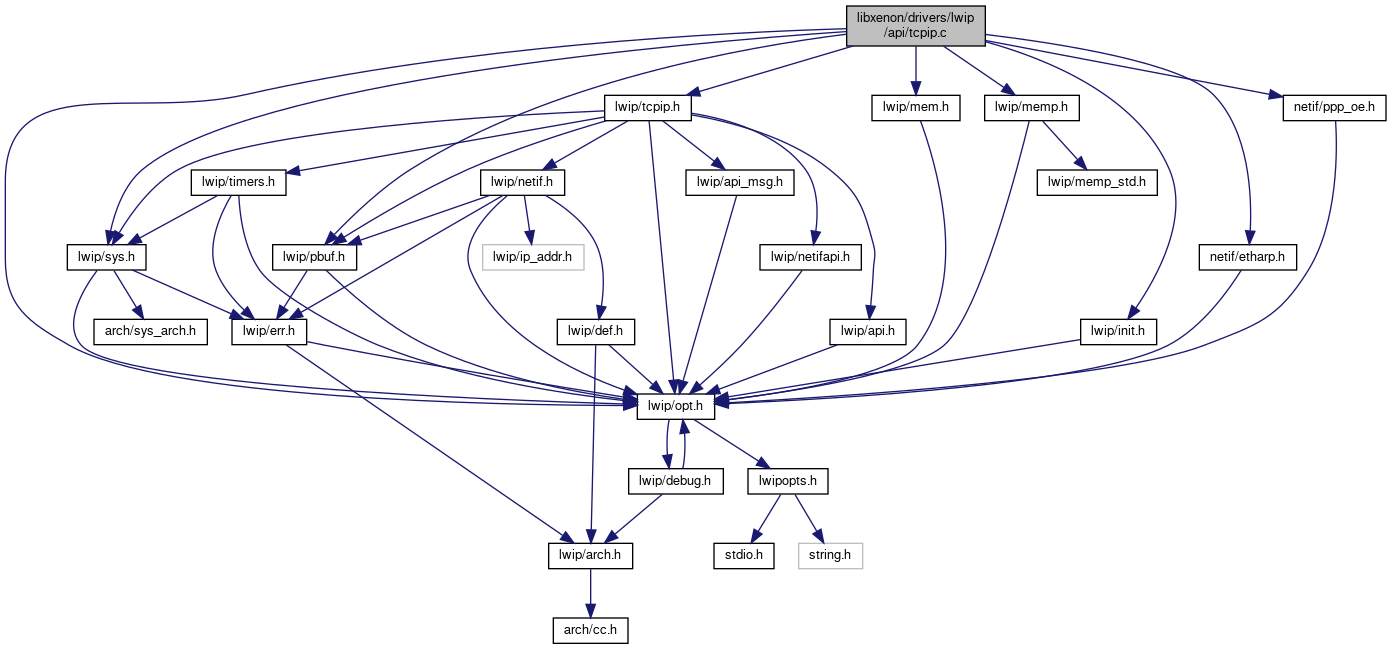 libxenon/drivers/lwip
/api/tcpip.c
lwip/tcpip.h
lwip/mem.h
lwip/memp.h
netif/ppp_oe.h
lwip/timers.h
lwip/netif.h
lwip/api_msg.h
lwip/memp_std.h
lwip/sys.h
lwip/pbuf.h
lwip/ip_addr.h
lwip/netifapi.h
netif/etharp.h
arch/sys_arch.h
lwip/err.h
lwip/def.h
lwip/api.h
lwip/init.h
lwip/opt.h
lwip/debug.h
lwipopts.h
lwip/arch.h
stdio.h
string.h
arch/cc.h